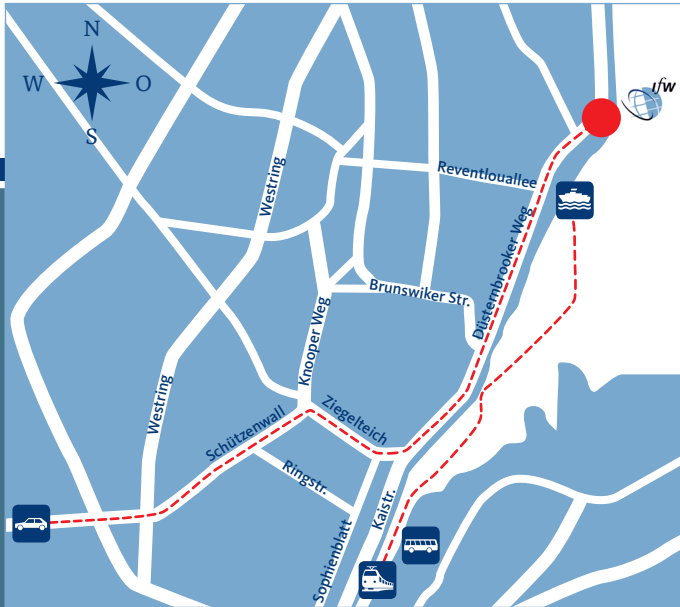 N
W
O
S
ifw
Westring
Reventlouallee
Düsternbrooker Weg
Brunswiker Str.
Knooper Weg
Westring
Schützenwall
Ziegelteich
Ringstr.
Kaistr.
Sophienblatt